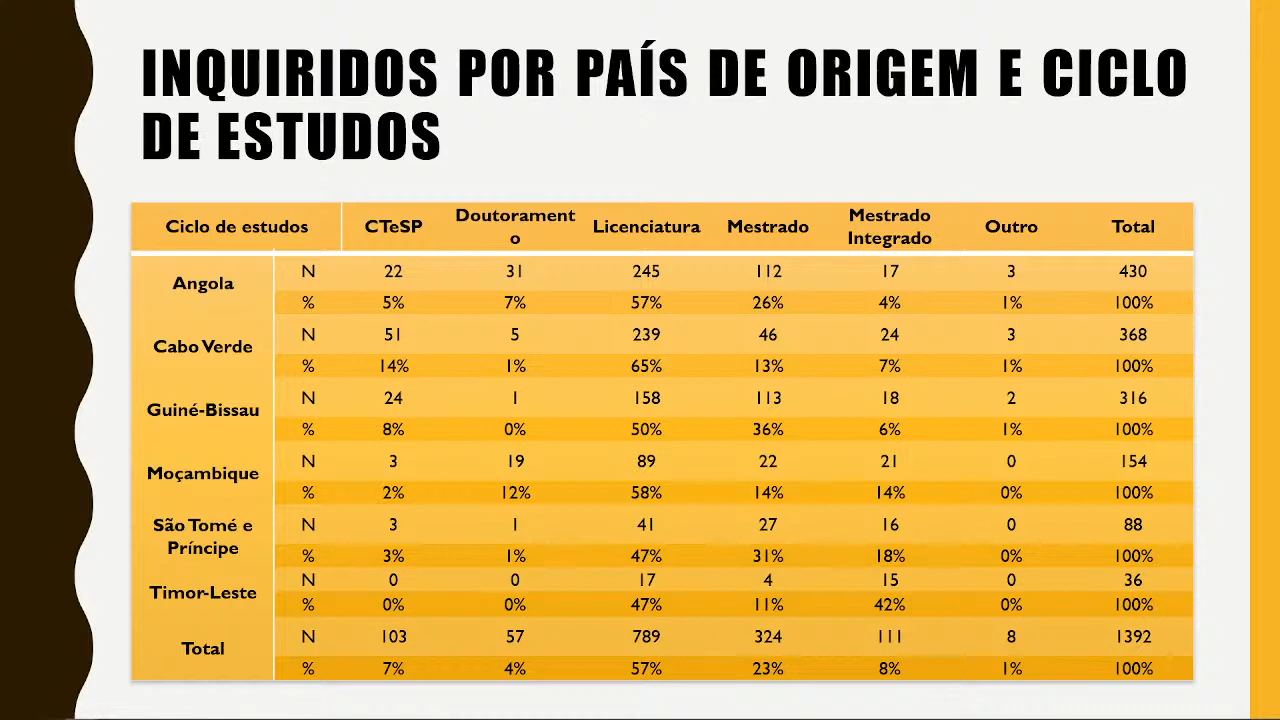 INQUIRIDOS POR PAÍS DE ORIGEM E CICLO
DE ESTUDOS
Ciclo de estudos CTeSP Doutorament
o Licenciatura Mestrado Mestrado
Integrado Outro Total
Angola N 22 31 245 112 17 3 430
% 5% 7% 57% 26% 4% 1% 100%
Cabo Verde N 51 5 239 46 24 3 368
% 14% 1% 65% 13% 7% 1% 100%
Guiné-Bissau N 24 1 158 113 18 2 316
% 8% 0% 50% 36% 6% 1% 100%
Moçambique N 3 19 89 22 21 0 154
% 2% 12% 58% 14% 14% 0% 100%
São Tomé e
Príncipe N 3 1 41 27 16 0 88
% 3% 1% 47% 31% 18% 0% 100%
Timor-Leste N 0 0 17 4 15 0 36
% 0% 0% 47% 11% 42% 0% 100%
Total N 103 57 789 324 111 8 1392
% 7% 4% 57% 23% 8% 1% 100%